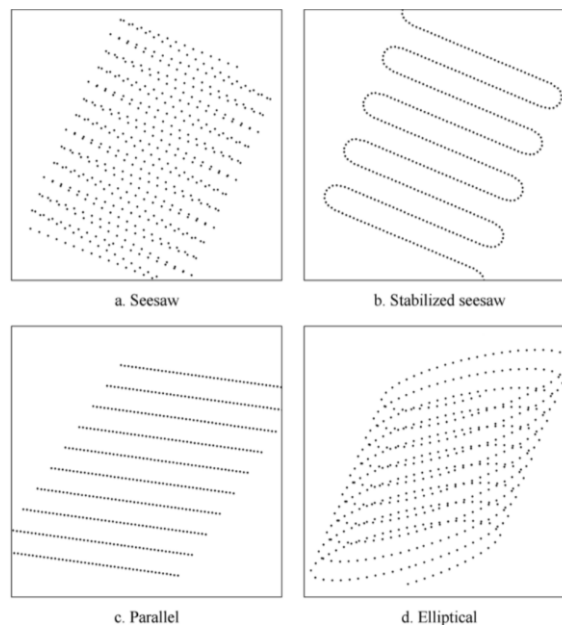 a. Seesaw
b. Stabilized seesaw
c. Parallel
d. Elliptical